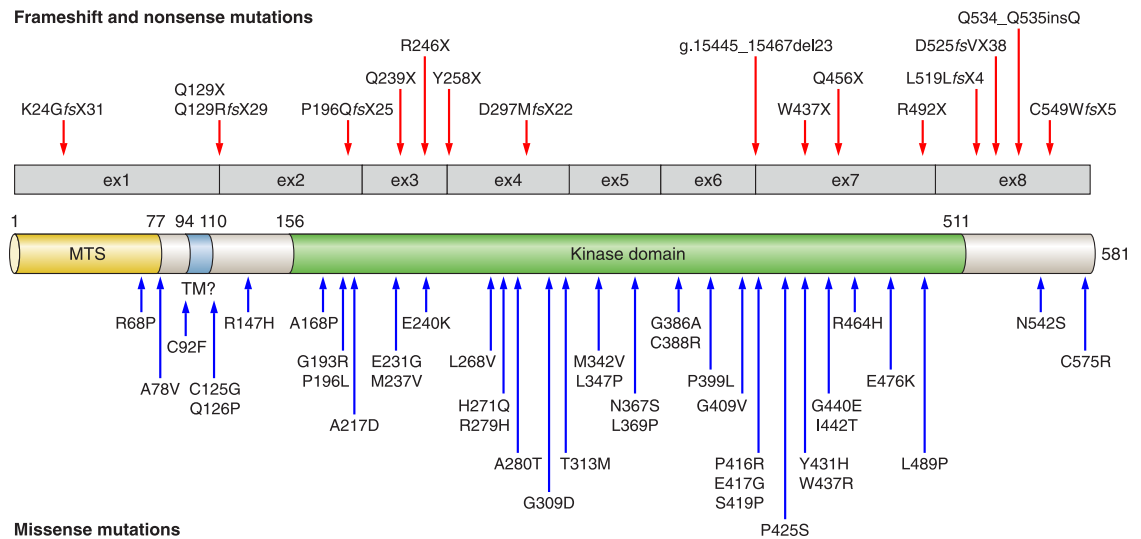 Frameshift and nonsense mutations
Q534_Q535insQ
R246X
g.15445_15467del23
D525fsVX38
Q129X
Q239X
Y258X
Q456X
L519LfsX4
K24GfsX31
Q129RfsX29
P196QfsX25
D297MfsX22
W437X
R492X
C549WfsX5
ex1
ex2
ex3
ex4
ex5
ex6
ex7
ex8
1
77
94
110
156
511
MTS
Kinase domain
581
TM?
R68P
R147H
A168P
E240K
G386A
C388R
R464H
N542S
C92F
A78V
C125G
Q126P
G193R
P196L
E231G
M237V
L268V
M342V
L347P
P399L
E476K
C575R
A217D
H271Q
R279H
N367S
L369P
G409V
G440E
I442T
A280T
T313M
P416R
E417G
S419P
Y431H
W437R
L489P
G309D
P425S
Missense mutations